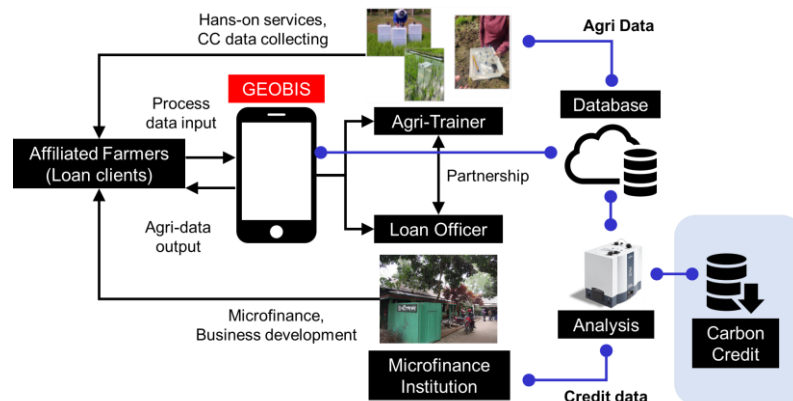 Hans-on services,
CC data collecting
Agri Data
GEOBIS
Process
data input
Database
Agri-Trainer
Affiliated Farmers
(Loan clients)
Partnership
Agri-data
output
Loan Officer
Microfinance,
Business development
Analysis
Carbon
Credit
Microfinance
Institution
Credit data